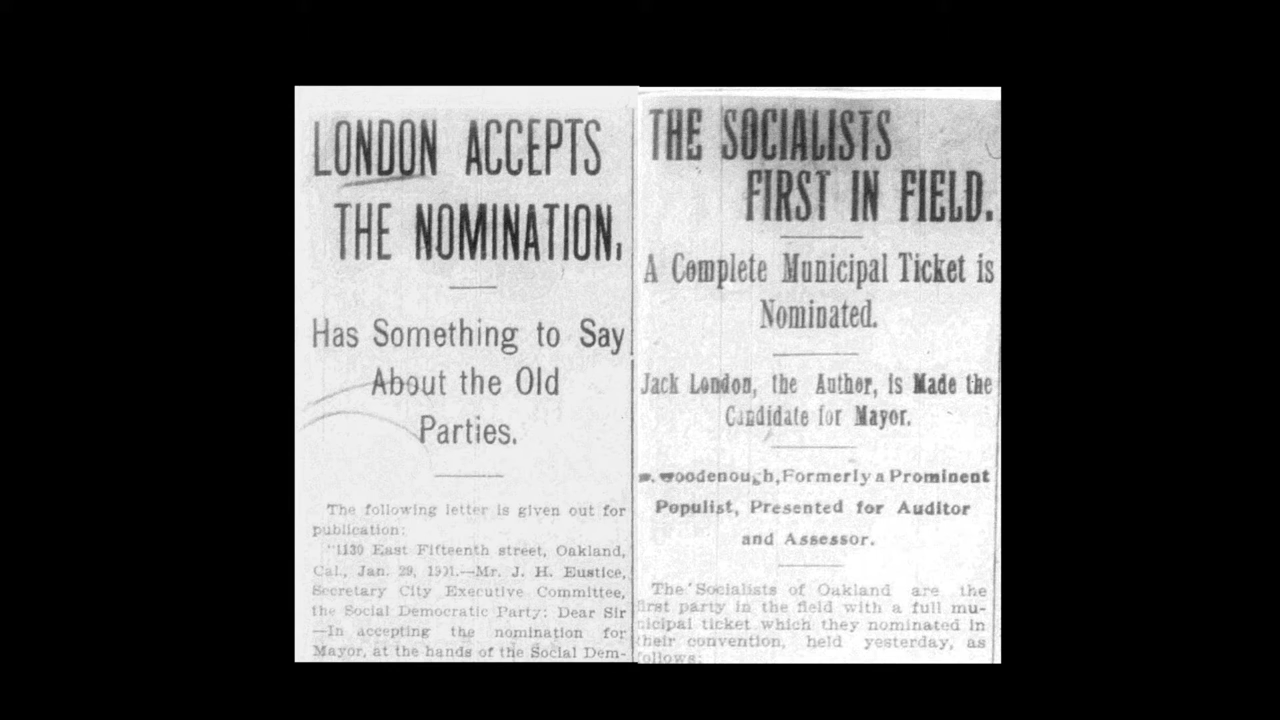 LONDON ACCEPTS
THE NOMINATION.
Has Something to Say
About the Old
Parties.
The following letter is given out for
publication:
"1130 East Fifteenth street, Oakland,
Cal., Jan. 29, 1901.—Mr. J. H. Eustice,
Secretary City Executive Committee,
the Social Democratic Party: Dear Sir
—In accepting the nomination for
Mayor, at the hands of the Social Dem-
THE SOCIALISTS
FIRST IN FIELD.
A Complete Municipal Ticket is
Nominated.
Jack London, the Author, is Made the
Candidate for Mayor.
Formerly a Prominent
Populist, Presented for Auditor
and Assessor.
The Socialists of Oakland are the
first party in the field with a full mu-
nicipal ticket which they nominated in
their convention, held yesterday, as
follows: